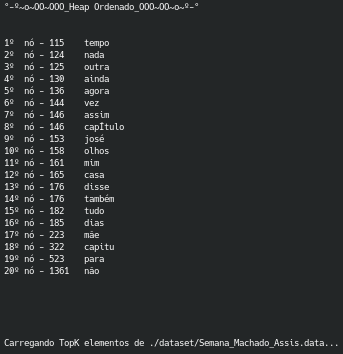 °-º~o~OO~OOO_Heap Ordenado_OOO~OO~o~º-°
1º nó - 115 tempo
2º nó - 124 nada
3º nó - 125 outra
4º nó - 130 ainda
5º nó - 136 agora
6º nó - 144 vez
7º nó - 146 assim
8º nó - 146 capÍtulo
9º nó - 153 josé
10º nó - 158 olhos
11º nó - 161 mim
12º nó - 165 casa
13º nó - 176 disse
14º nó - 176 também
15º nó - 182 tudo
16º nó - 185 dias
17º nó - 223 mãe
18º nó - 322 capitu
19º nó - 523 para
20º nó - 1361 não
Carregando TopK elementos de ./dataset/Semana_Machado_Assis.data...